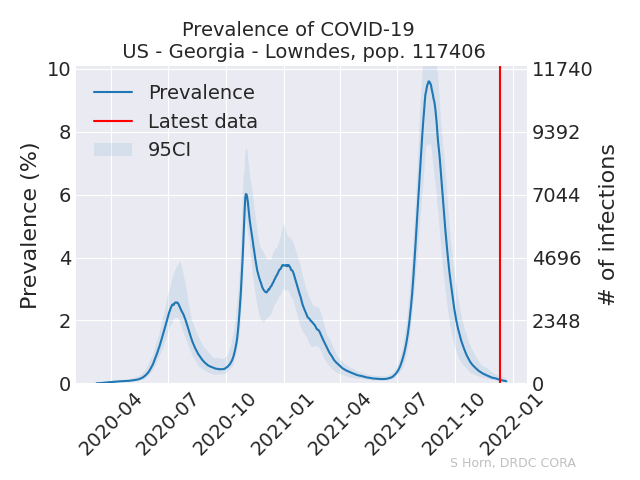 Prevalence of COVID-19
US - Georgia - Lowndes, pop. 117406
Prevalence (%)
10
8
6
4
2
0
Prevalence
Latest data
95CI
11740
9392
7044
4696
2348
0
# of infections
2020-04
2020-07
2020-10
2021-01
2021-04
2021-07
2021-10
2022-01
S Horn, DRDC CORA